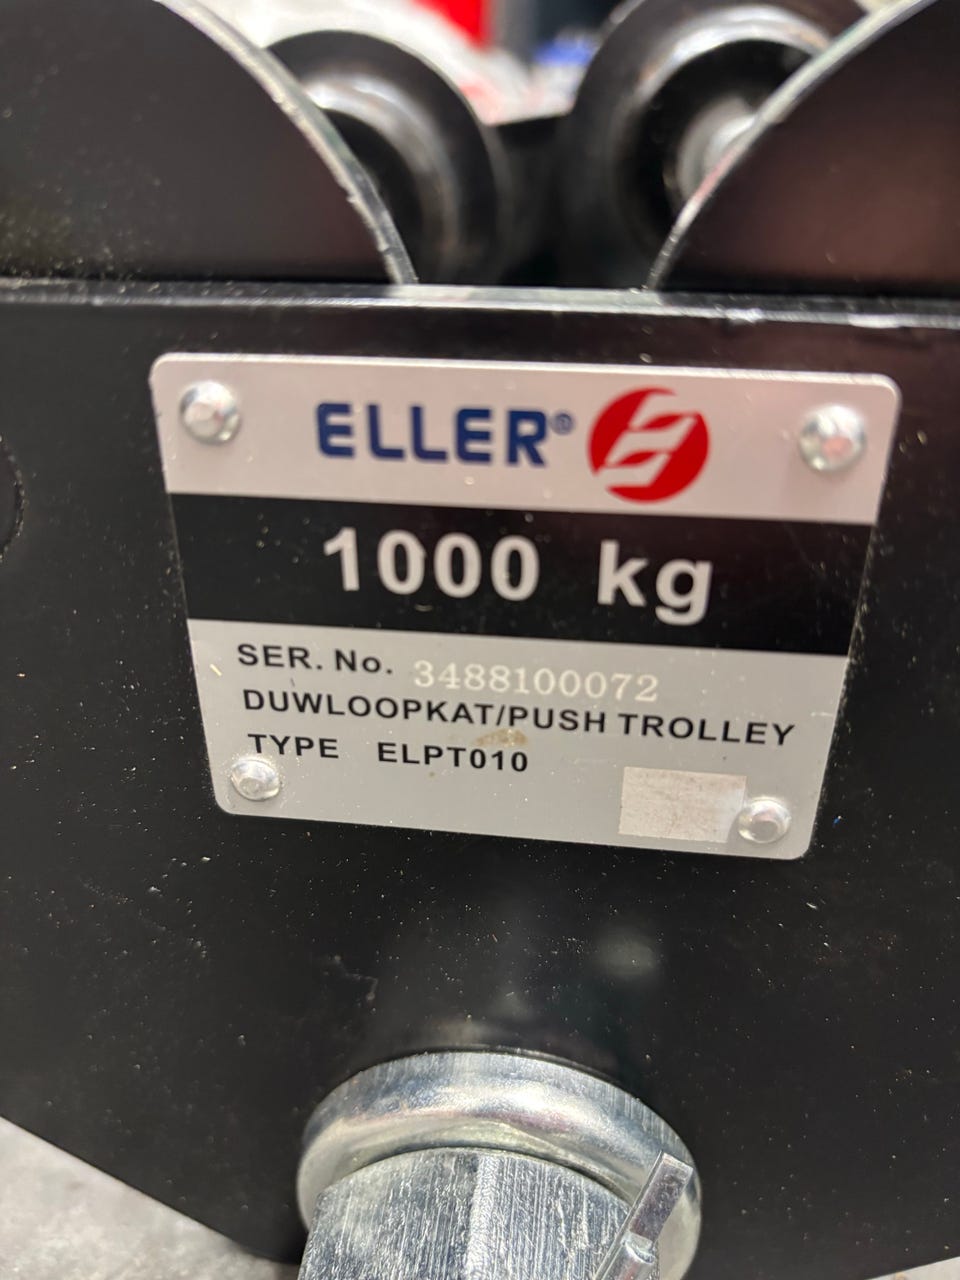 ELLER®
1000 kg
SER. No. 3488100072
DUWLOOPKAT/PUSH TROLLEY
TYPE ELPT010